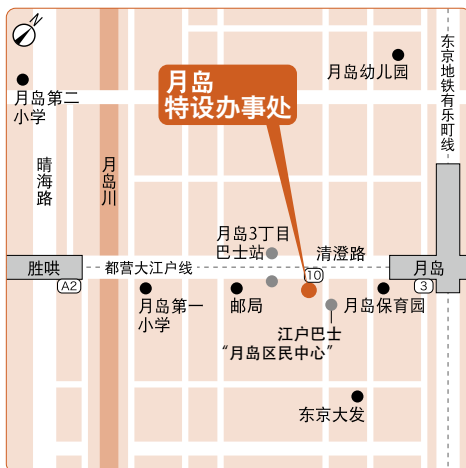 N
东京地铁有乐町线
月岛幼儿园
月岛
特设办事处
月岛第二
小学
晴海路
月岛川
月岛3丁目
巴士站
清澄路
胜哄
都营大江户线
10
月岛
A2
3
月岛第一
小学
邮局
月岛保育园
江户巴士
“月岛区民中心”
东京大发